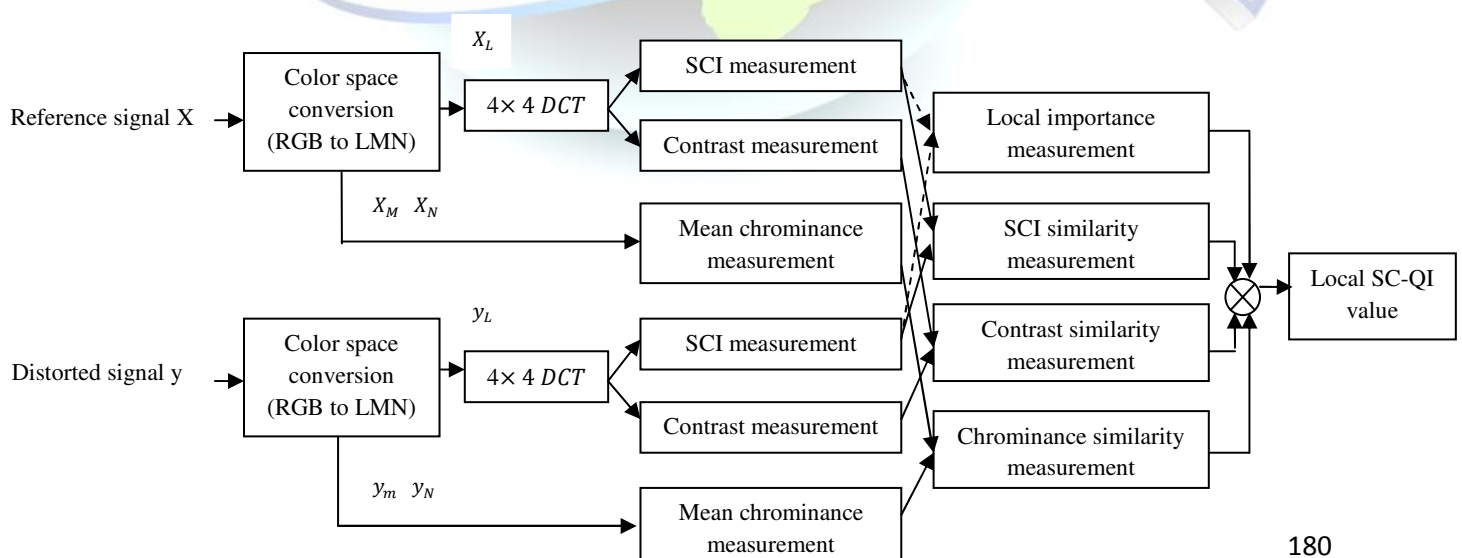 X_L
Color space
conversion
(RGB to LMN)
4× 4 DCT
SCI measurement
Contrast measurement
Reference signal X
Local importance
measurement
X_M X_N
Mean chrominance
measurement
SCI similarity
measurement
Local SC-QI
value
y_L
Color space
conversion
(RGB to LMN)
4× 4 DCT
SCI measurement
Contrast measurement
Distorted signal y
Contrast similarity
measurement
Chrominance similarity
measurement
y_m y_N
Mean chrominance
measurement
180